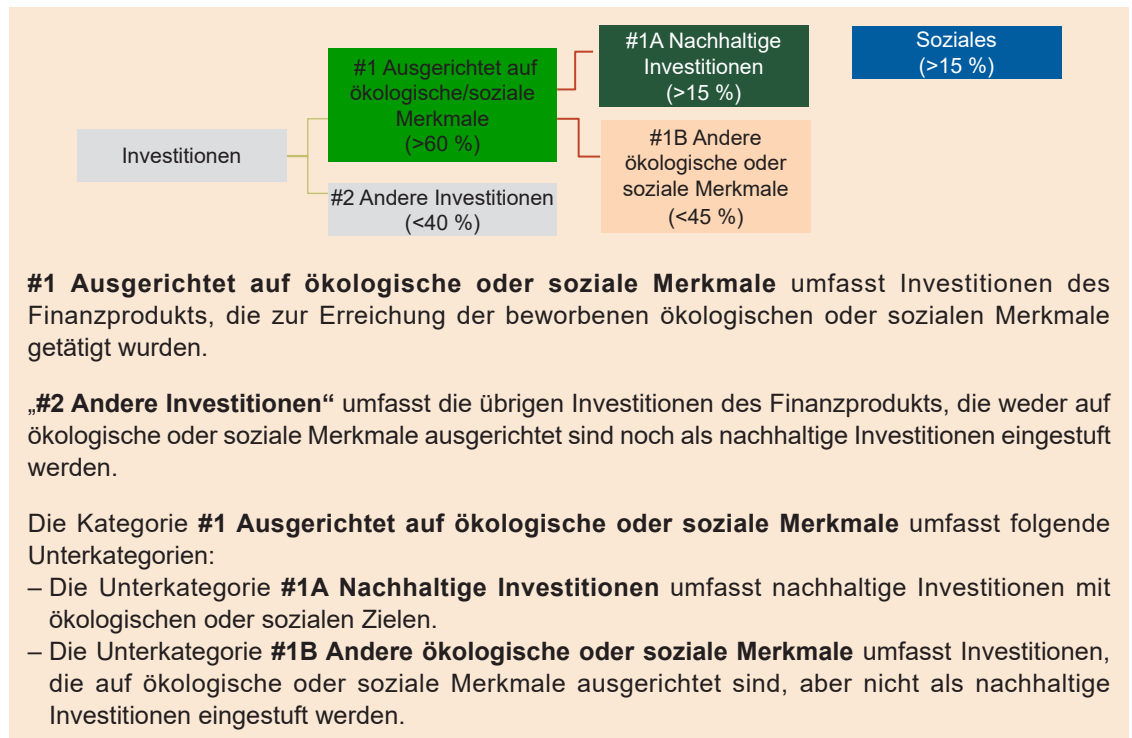 #1A Nachhaltige
Investitionen
(>15 %)
Soziales
(>15 %)
#1 Ausgerichtet auf
ökologische/soziale
Merkmale
(>60 %)
Investitionen
#1B Andere
ökologische oder
soziale Merkmale
(<45 %)
#2 Andere Investitionen
(<40 %)
#1 Ausgerichtet auf ökologische oder soziale Merkmale umfasst Investitionen des
Finanzprodukts, die zur Erreichung der beworbenen ökologischen oder sozialen Merkmale
getätigt wurden.
„#2 Andere Investitionen“ umfasst die übrigen Investitionen des Finanzprodukts, die weder auf
ökologische oder soziale Merkmale ausgerichtet sind noch als nachhaltige Investitionen eingestuft
werden.
Die Kategorie #1 Ausgerichtet auf ökologische oder soziale Merkmale umfasst folgende
Unterkategorien:
– Die Unterkategorie #1A Nachhaltige Investitionen umfasst nachhaltige Investitionen mit
ökologischen oder sozialen Zielen.
– Die Unterkategorie #1B Andere ökologische oder soziale Merkmale umfasst Investitionen,
die auf ökologische oder soziale Merkmale ausgerichtet sind, aber nicht als nachhaltige
Investitionen eingestuft werden.